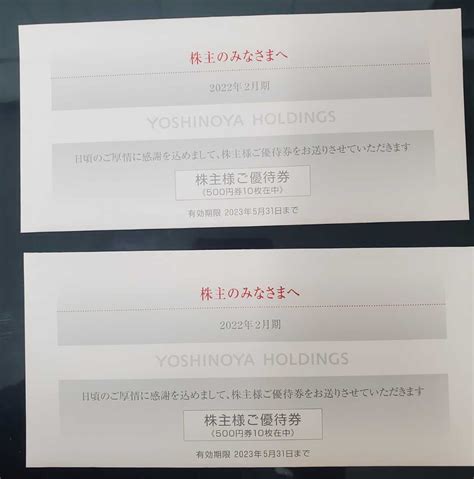 株主のみなさまへ
2022年2月期
YOSHINOYA HOLDINGS
日頃のご厚情に感謝を込めまして、株主様ご優待券をお送りさせていただきます
株主様ご優待券
(500円券10枚在中)
有効期限 2023年5月31日まで
株主のみなさまへ
2022年2月期
YOSHINOYA HOLDINGS
日頃のご厚情に感謝を込めまして、株主様ご優待券をお送りさせていただきます
株主様ご優待券
(500円券10枚在中)
有効期限 2023年5月31日まで